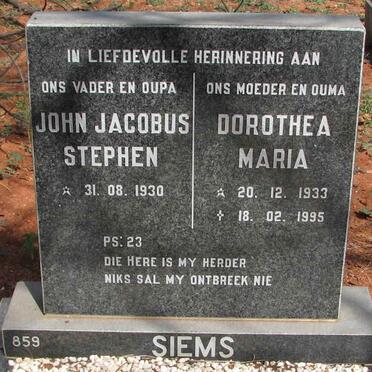 IN LIEFDEVOLLE HERINNERING AAN
ONS VADER EN OUPA
JOHN JACOBUS
STEPHEN
☆ 31. 08. 1930
ONS MOEDER EN OUMA
DOROTHEA
MARIA
☆ 20. 12. 1933
✝ 18. 02. 1995
PS: 23
DIE HERE IS MY HERDER
NIKS SAL MY ONTBREEK NIE
859
SIEMS